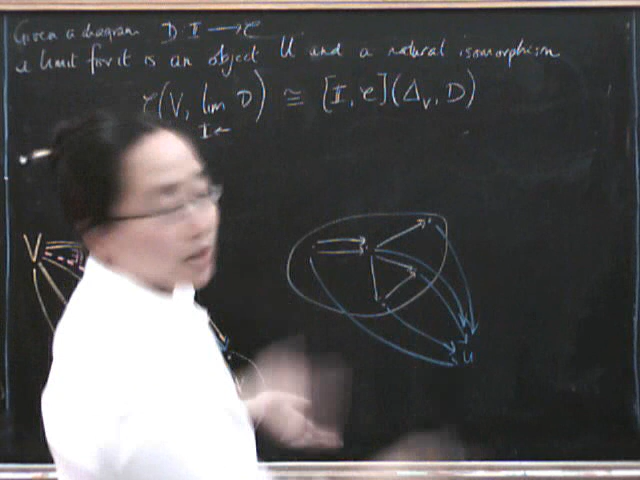 Given a diagram D I → C
a limit for it is an object U and a natural isomorphism
C(V, lim D) ≅ [I, C](Δ_V, D)
I←
V
U